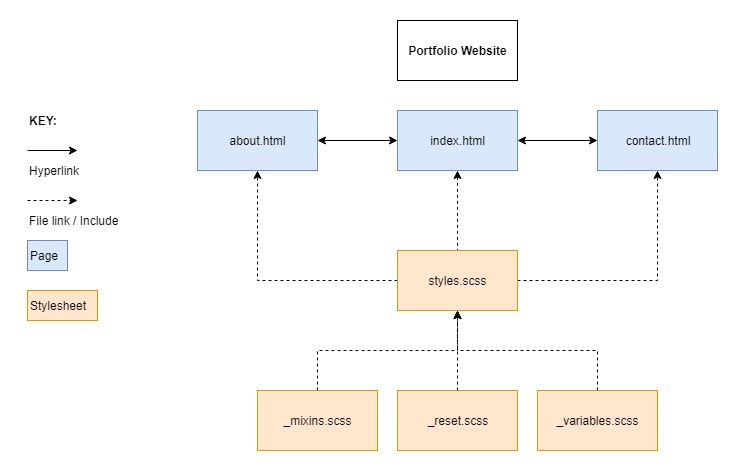 Portfolio Website
KEY:
Hyperlink
File link / Include
Page
Stylesheet
about.html
index.html
contact.html
styles.scss
_mixins.scss
_reset.scss
_variables.scss